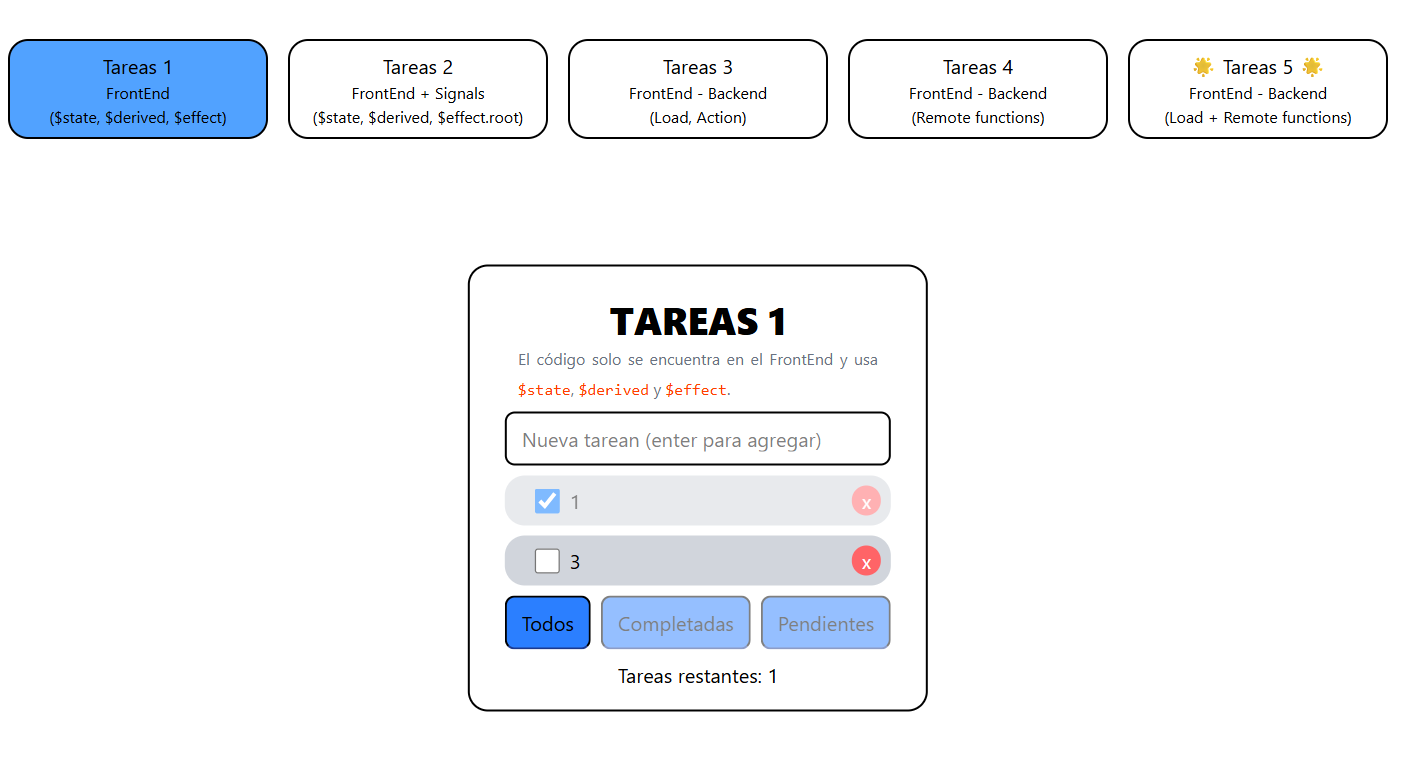 Tareas 1
FrontEnd
($state, $derived, $effect)
Tareas 2
FrontEnd + Signals
($state, $derived, $effect.root)
Tareas 3
FrontEnd - Backend
(Load, Action)
Tareas 4
FrontEnd - Backend
(Remote functions)
🌟 Tareas 5 🌟
FrontEnd - Backend
(Load + Remote functions)
TAREAS 1
El código solo se encuentra en el FrontEnd y usa
$state, $derived y $effect.
Nueva tarean (enter para agregar)
1 x
3 x
Todos Completadas Pendientes
Tareas restantes: 1